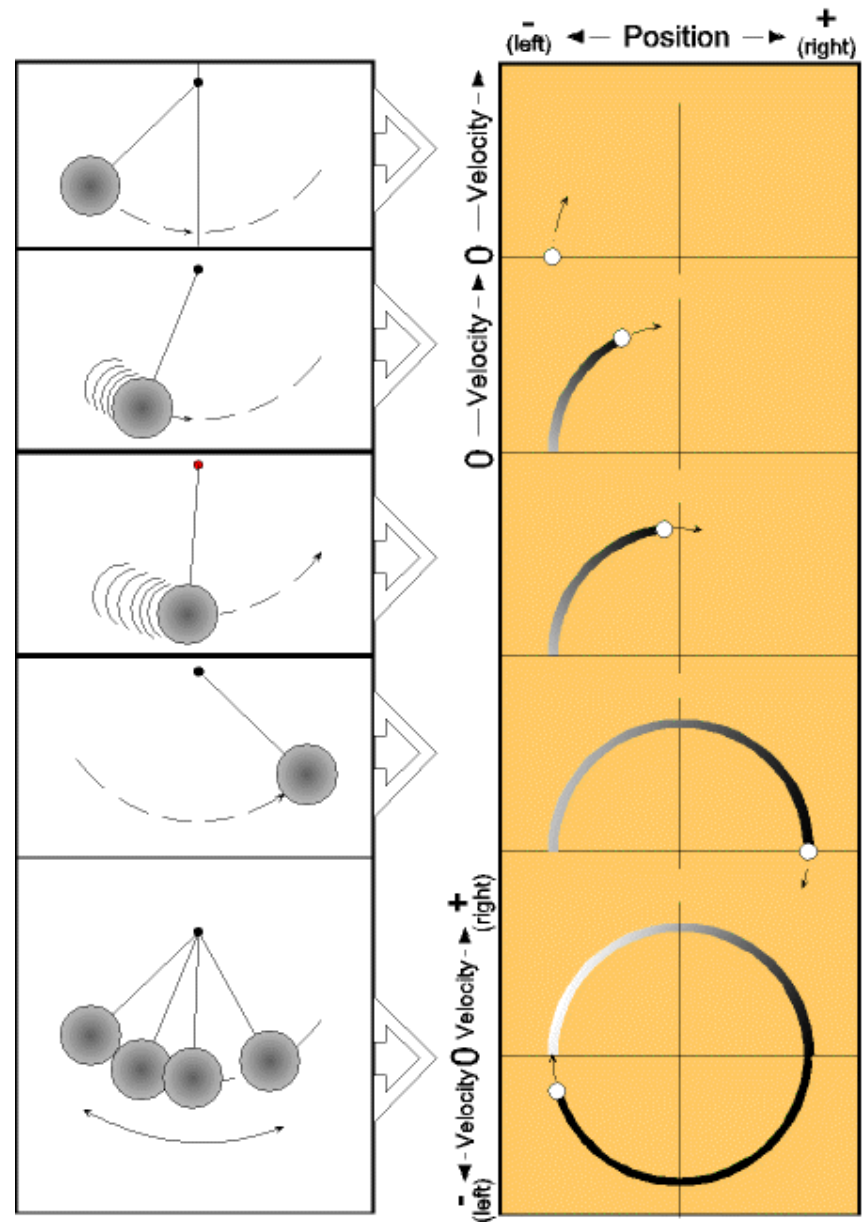 - ◄— Position —► +
(left) (right)
0 — Velocity —►
0 — Velocity —►
- (left) ◄— Velocity 0 Velocity —► + (right)